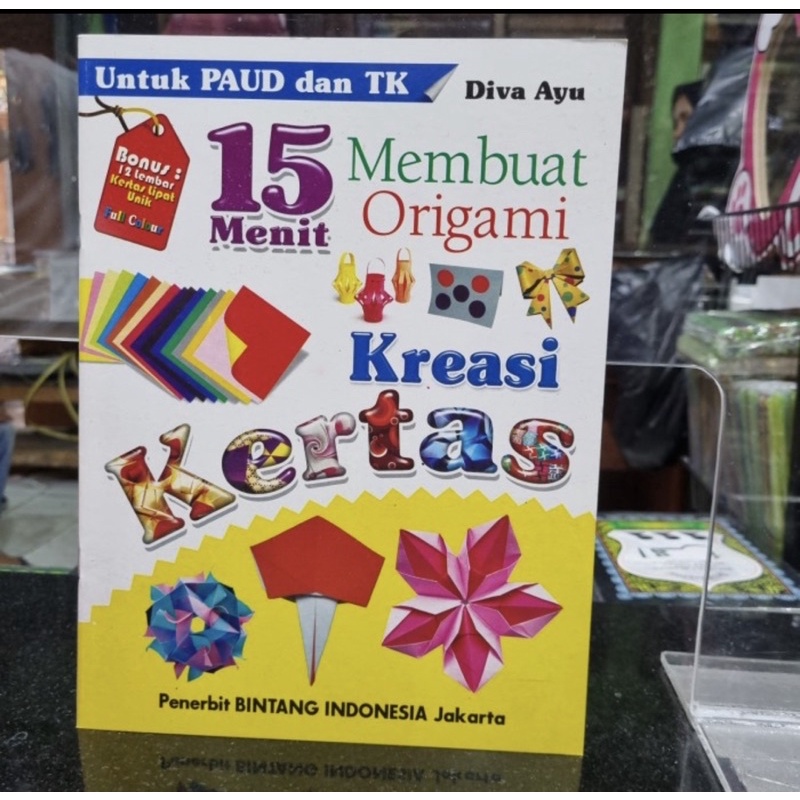 Untuk PAUD dan TK
Diva Ayu
Bonus :
12 Lembar
Kertas Lipat
Unik
Full Colour
15
Menit
Membuat
Origami
Kreasi
Kertas
Penerbit BINTANG INDONESIA Jakarta